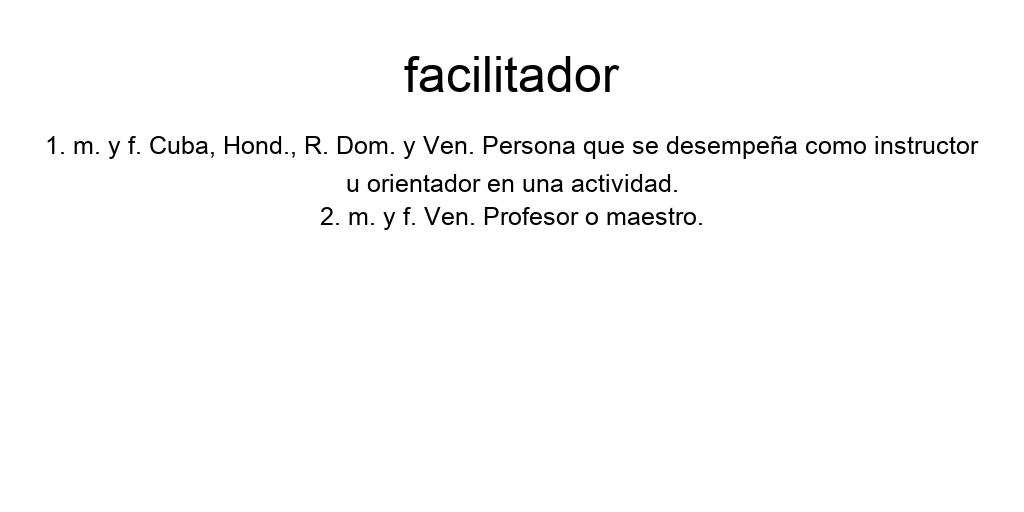 facilitador
1. m. y f. Cuba, Hond., R. Dom. y Ven. Persona que se desempeña como instructor
u orientador en una actividad.
2. m. y f. Ven. Profesor o maestro.